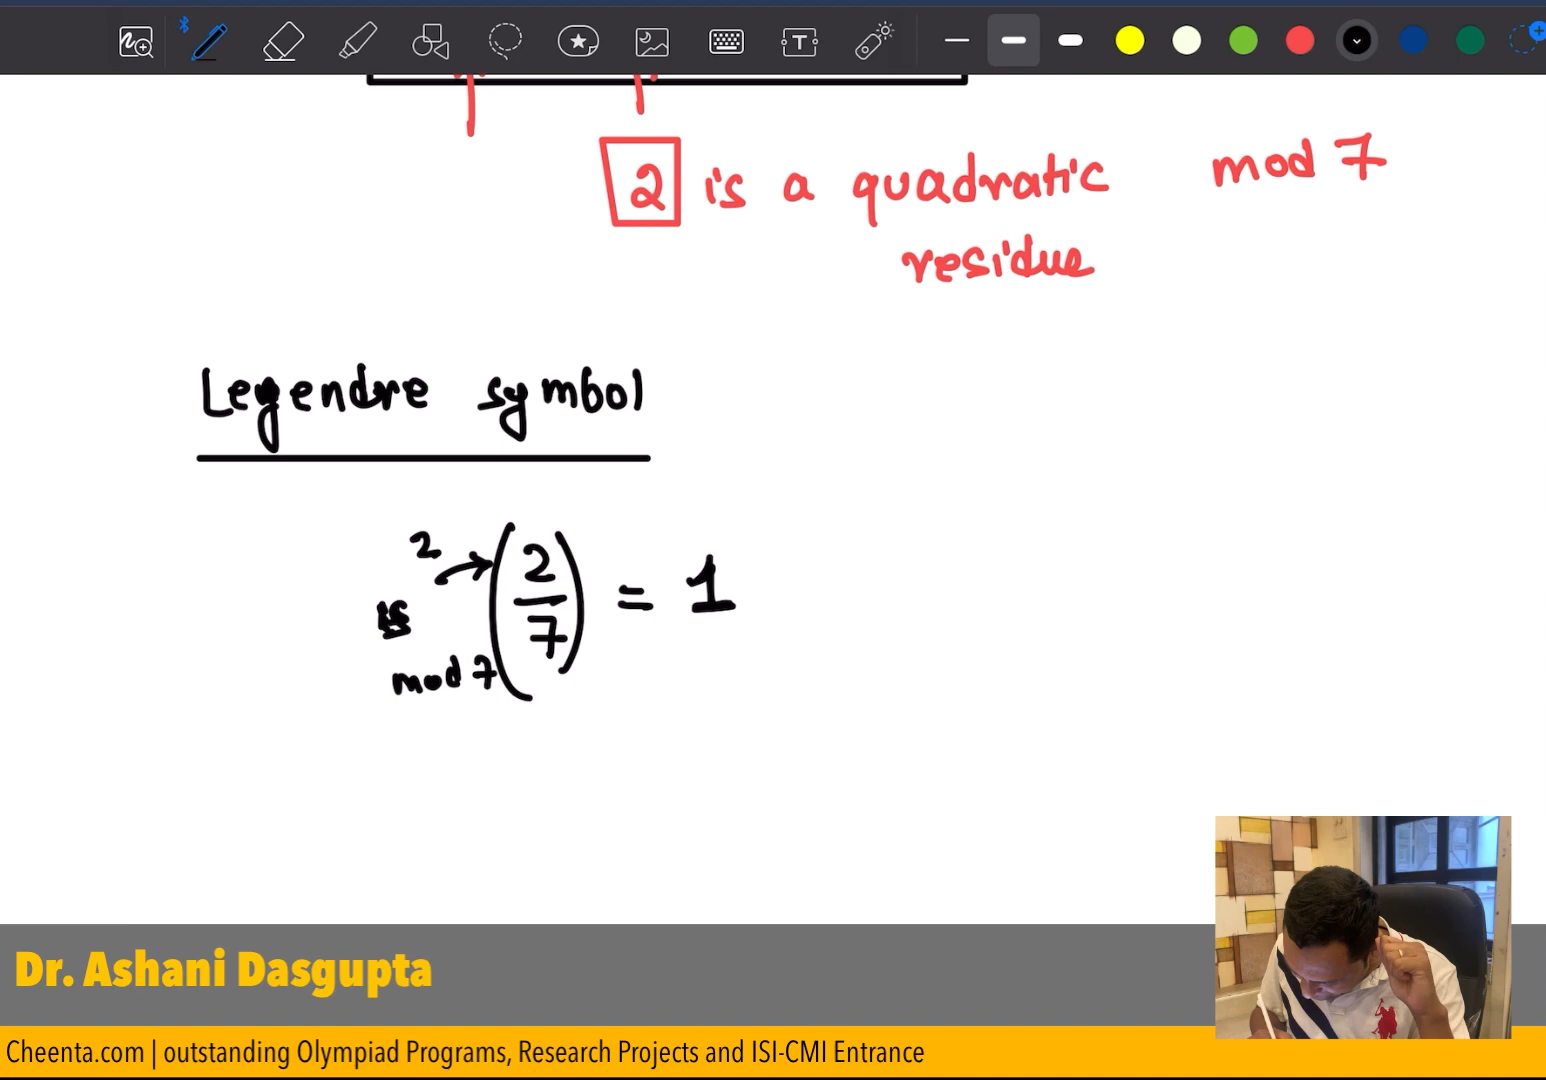 2 is a quadratic mod 7
residue
Legendre symbol
2 (2/7) = 1
mod 7
Dr. Ashani Dasgupta
Cheenta.com | outstanding Olympiad Programs, Research Projects and ISI-CMI Entrance